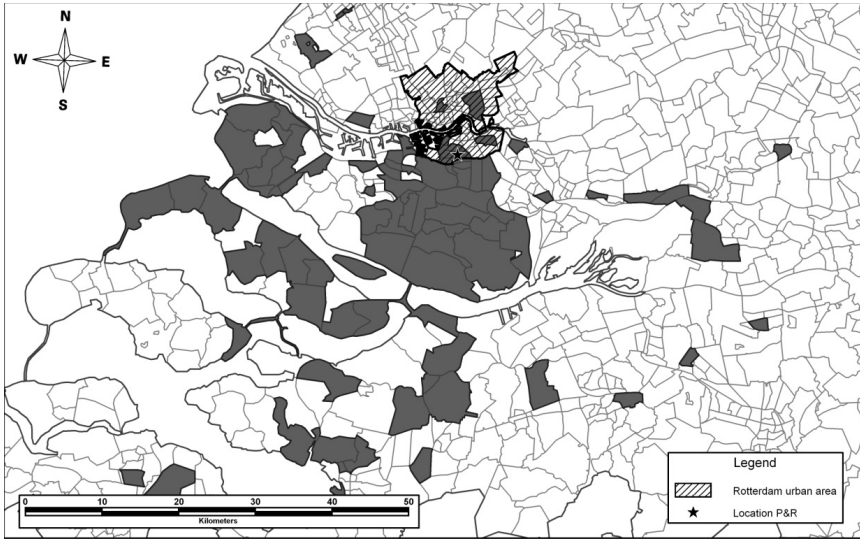 N
W E
S
Legend
Rotterdam urban area
Location P&R
0 10 20 30 40 50
Kilometers